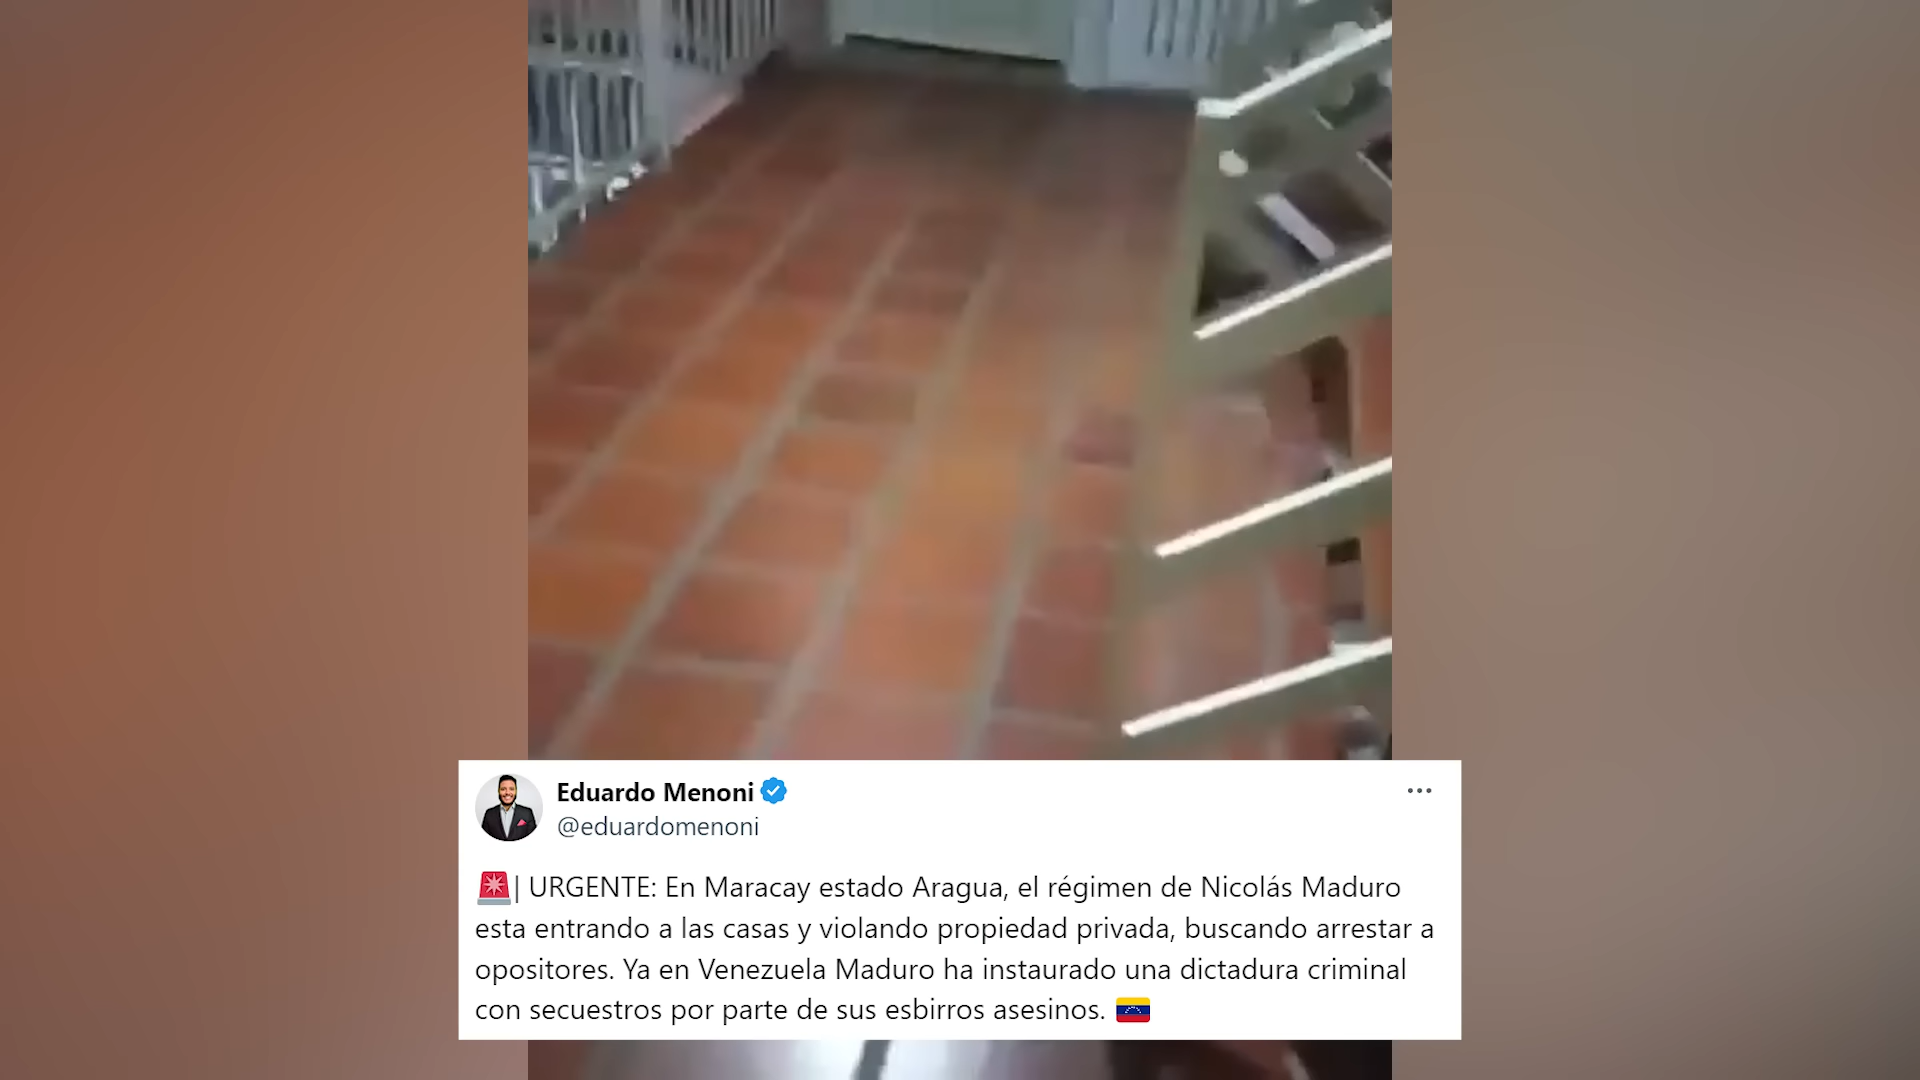 Eduardo Menoni
@eduardomenoni
🚨| URGENTE: En Maracay estado Aragua, el régimen de Nicolás Maduro
esta entrando a las casas y violando propiedad privada, buscando arrestar a
opositores. Ya en Venezuela Maduro ha instaurado una dictadura criminal
con secuestros por parte de sus esbirros asesinos. 🇻🇪